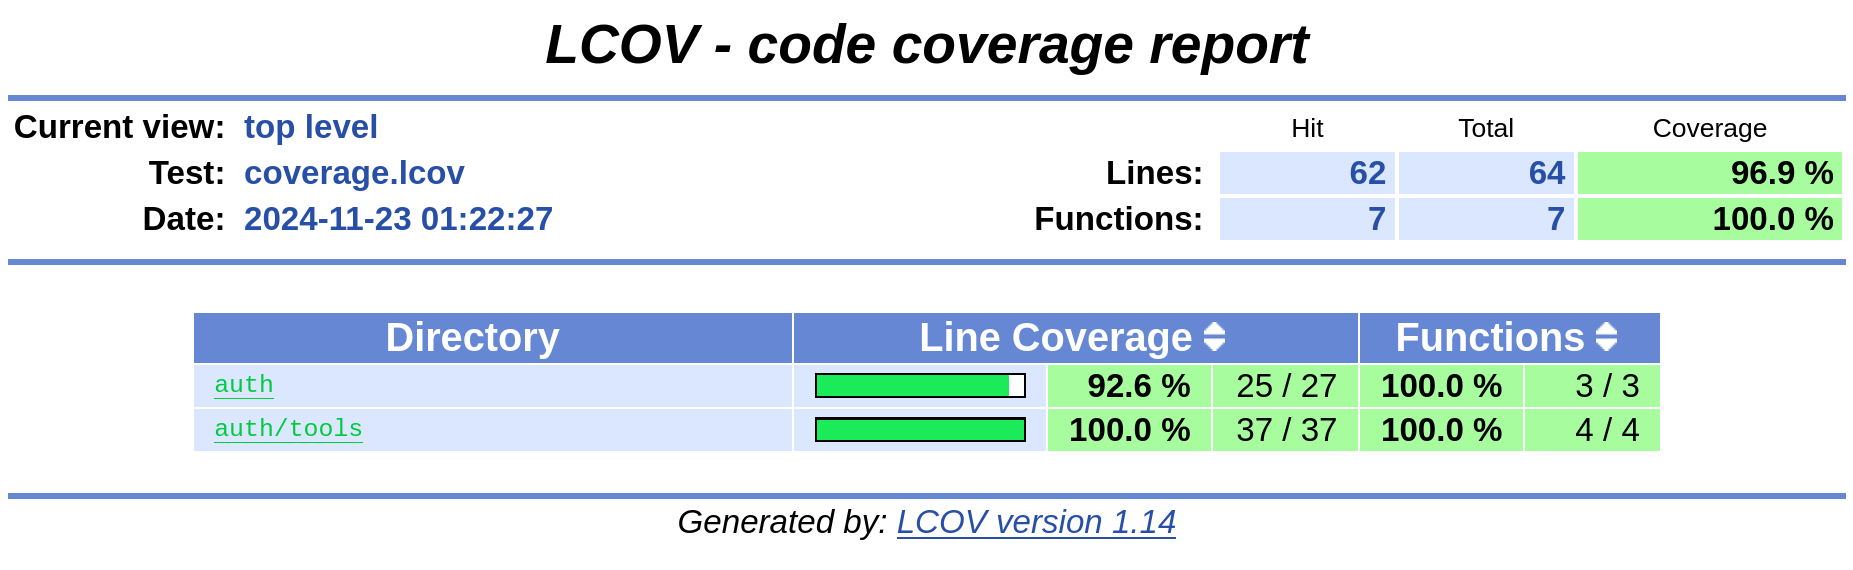 LCOV - code coverage report
Current view: top level
Hit Total Coverage
Test: coverage.lcov Lines: 62 64 96.9 %
Date: 2024-11-23 01:22:27 Functions: 7 7 100.0 %
Directory Line Coverage Functions
auth 92.6 % 25 / 27 100.0 % 3 / 3
auth/tools 100.0 % 37 / 37 100.0 % 4 / 4
Generated by: LCOV version 1.14